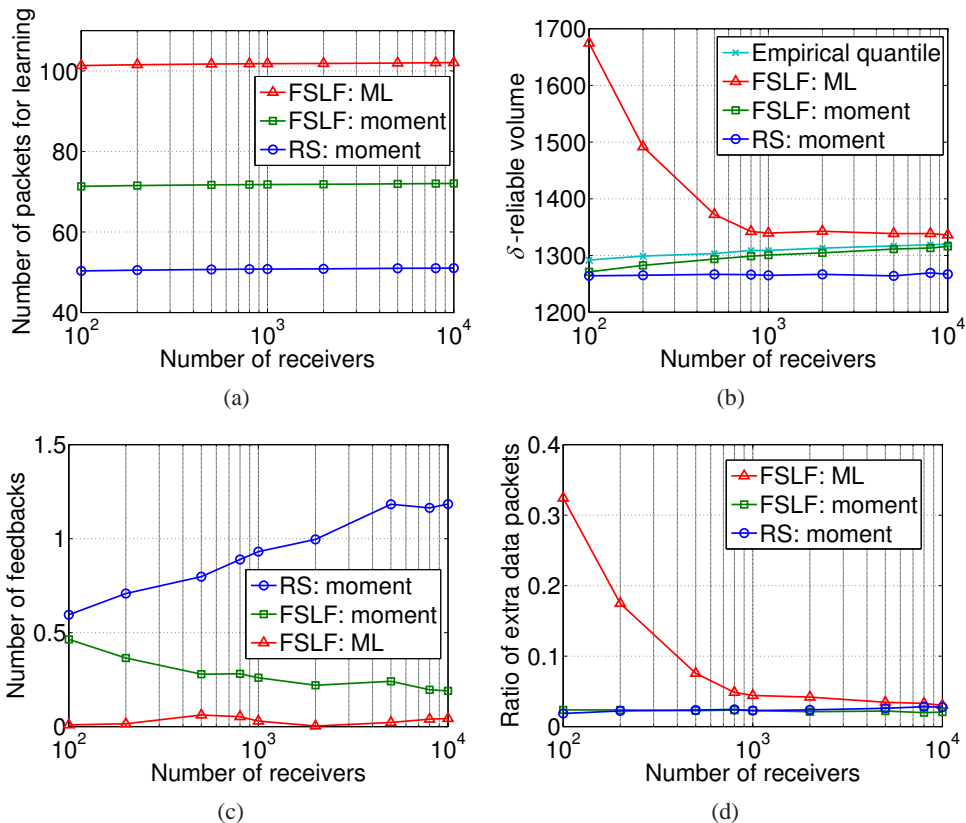 Number of packets for learning
100
80
60
40
FSLF: ML
FSLF: moment
RS: moment
10^2
10^3
10^4
Number of receivers
(a)
δ-reliable volume
1700
1600
1500
1400
1300
1200
Empirical quantile
FSLF: ML
FSLF: moment
RS: moment
10^2
10^3
10^4
Number of receivers
(b)
Number of feedbacks
1.5
1
0.5
0
RS: moment
FSLF: moment
FSLF: ML
10^2
10^3
10^4
Number of receivers
(c)
Ratio of extra data packets
0.4
0.3
0.2
0.1
0
FSLF: ML
FSLF: moment
RS: moment
10^2
10^3
10^4
Number of receivers
(d)